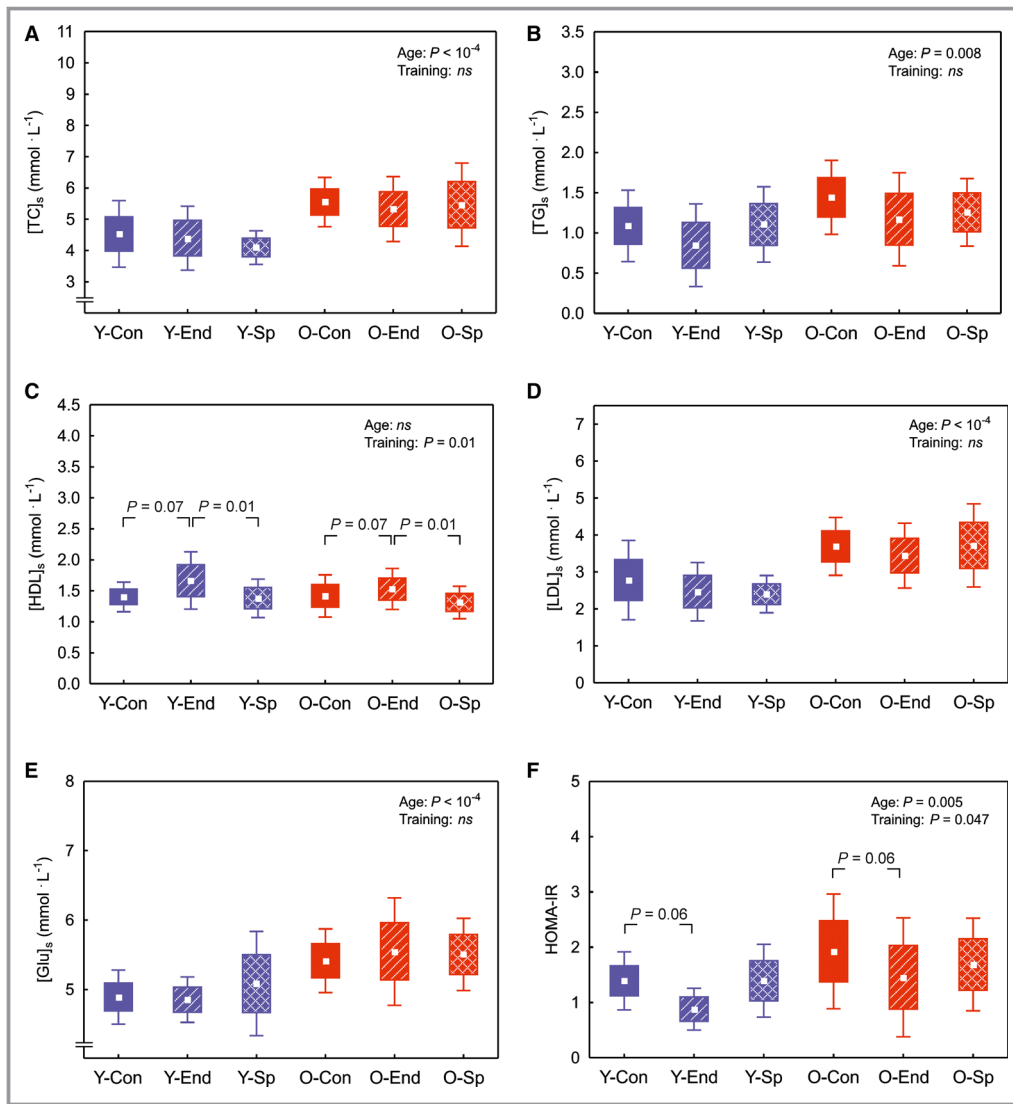 A
[TC]s (mmol · L⁻¹)
11
10
9
8
7
6
5
4
3
Age: P < 10⁻⁴
Training: ns
Y-Con Y-End Y-Sp O-Con O-End O-Sp
B
[TG]s (mmol · L⁻¹)
3.5
3.0
2.5
2.0
1.5
1.0
0.5
0.0
Age: P = 0.008
Training: ns
Y-Con Y-End Y-Sp O-Con O-End O-Sp
C
[HDL]s (mmol · L⁻¹)
4.5
4.0
3.5
3.0
2.5
2.0
1.5
1.0
0.5
0.0
Age: ns
Training: P = 0.01
P = 0.07 P = 0.01
P = 0.07 P = 0.01
Y-Con Y-End Y-Sp O-Con O-End O-Sp
D
[LDL]s (mmol · L⁻¹)
7
6
5
4
3
2
1
0
Age: P < 10⁻⁴
Training: ns
Y-Con Y-End Y-Sp O-Con O-End O-Sp
E
[Glu]s (mmol · L⁻¹)
8
7
6
5
Age: P < 10⁻⁴
Training: ns
Y-Con Y-End Y-Sp O-Con O-End O-Sp
F
HOMA-IR
5
4
3
2
1
0
Age: P = 0.005
Training: P = 0.047
P = 0.06
P = 0.06
Y-Con Y-End Y-Sp O-Con O-End O-Sp